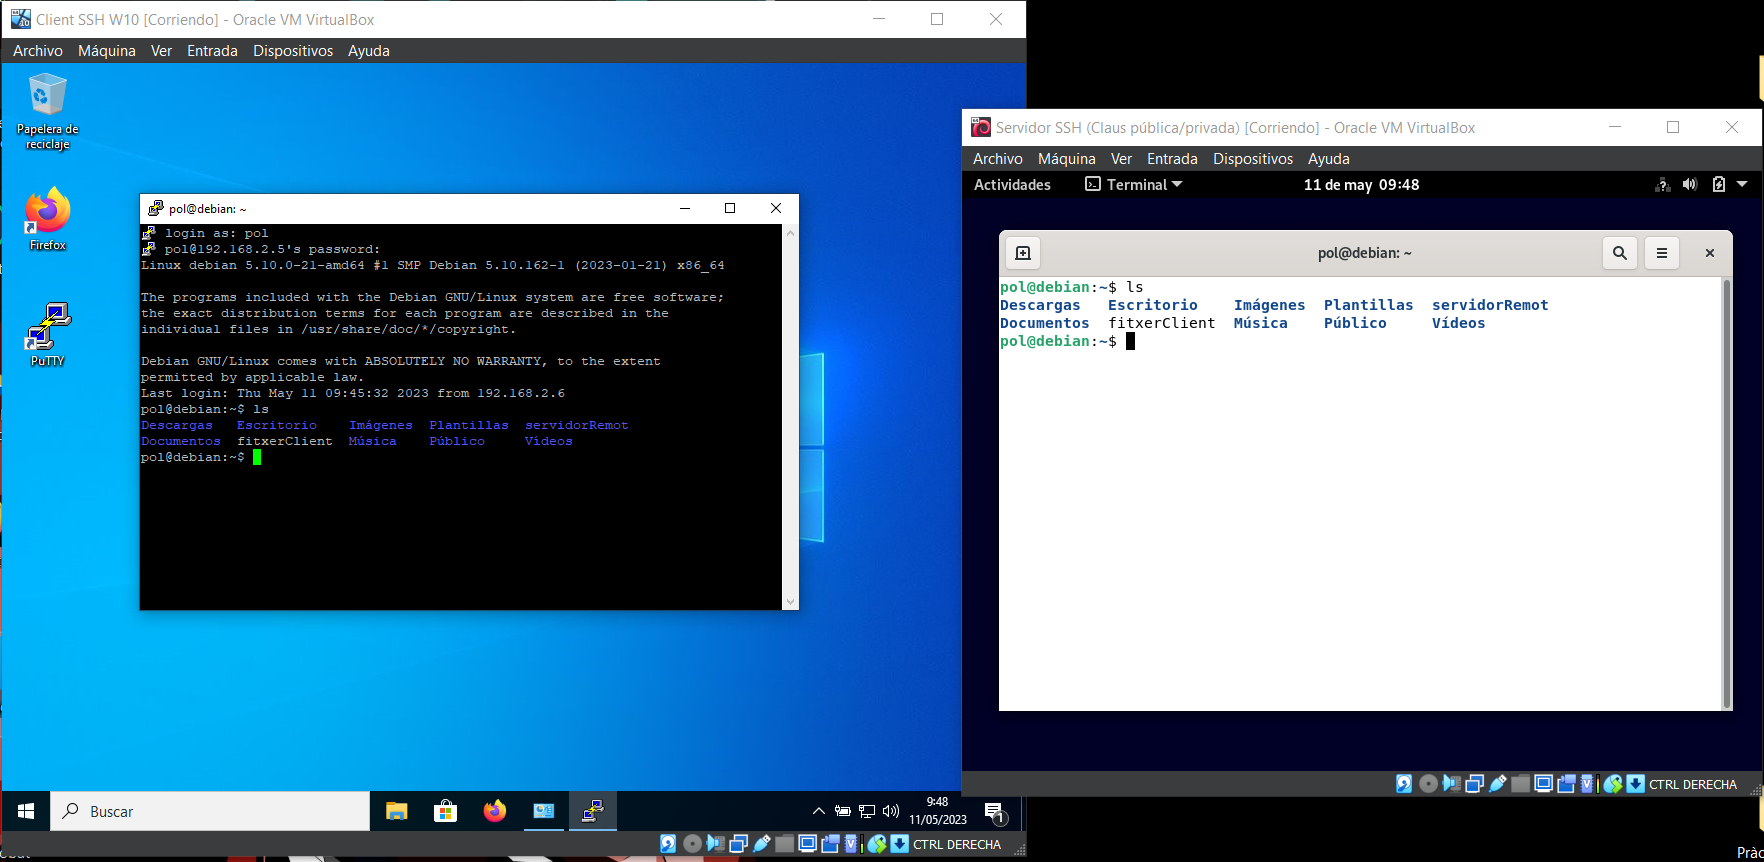 Client SSH W10 [Corriendo] - Oracle VM VirtualBox
Archivo Máquina Ver Entrada Dispositivos Ayuda
Papelera de
reciclaje
Firefox
PuTTY
pol@debian: ~
login as: pol
pol@192.168.2.5's password:
Linux debian 5.10.0-21-amd64 #1 SMP Debian 5.10.162-1 (2023-01-21) x86_64
The programs included with the Debian GNU/Linux system are free software;
the exact distribution terms for each program are described in the
individual files in /usr/share/doc/*/copyright.
Debian GNU/Linux comes with ABSOLUTELY NO WARRANTY, to the extent
permitted by applicable law.
Last login: Thu May 11 09:45:32 2023 from 192.168.2.6
pol@debian:~$ ls
Descargas Escritorio Imágenes Plantillas servidorRemot
Documentos fitxerClient Música Público Vídeos
pol@debian:~$
Buscar
9:48
11/05/2023
1
CTRL DERECHA
Servidor SSH (Claus pública/privada) [Corriendo] - Oracle VM VirtualBox
Archivo Máquina Ver Entrada Dispositivos Ayuda
Actividades Terminal 11 de may 09:48
pol@debian: ~
pol@debian:~$ ls
Descargas Escritorio Imágenes Plantillas servidorRemot
Documentos fitxerClient Música Público Vídeos
pol@debian:~$
CTRL DERECHA
Pràc